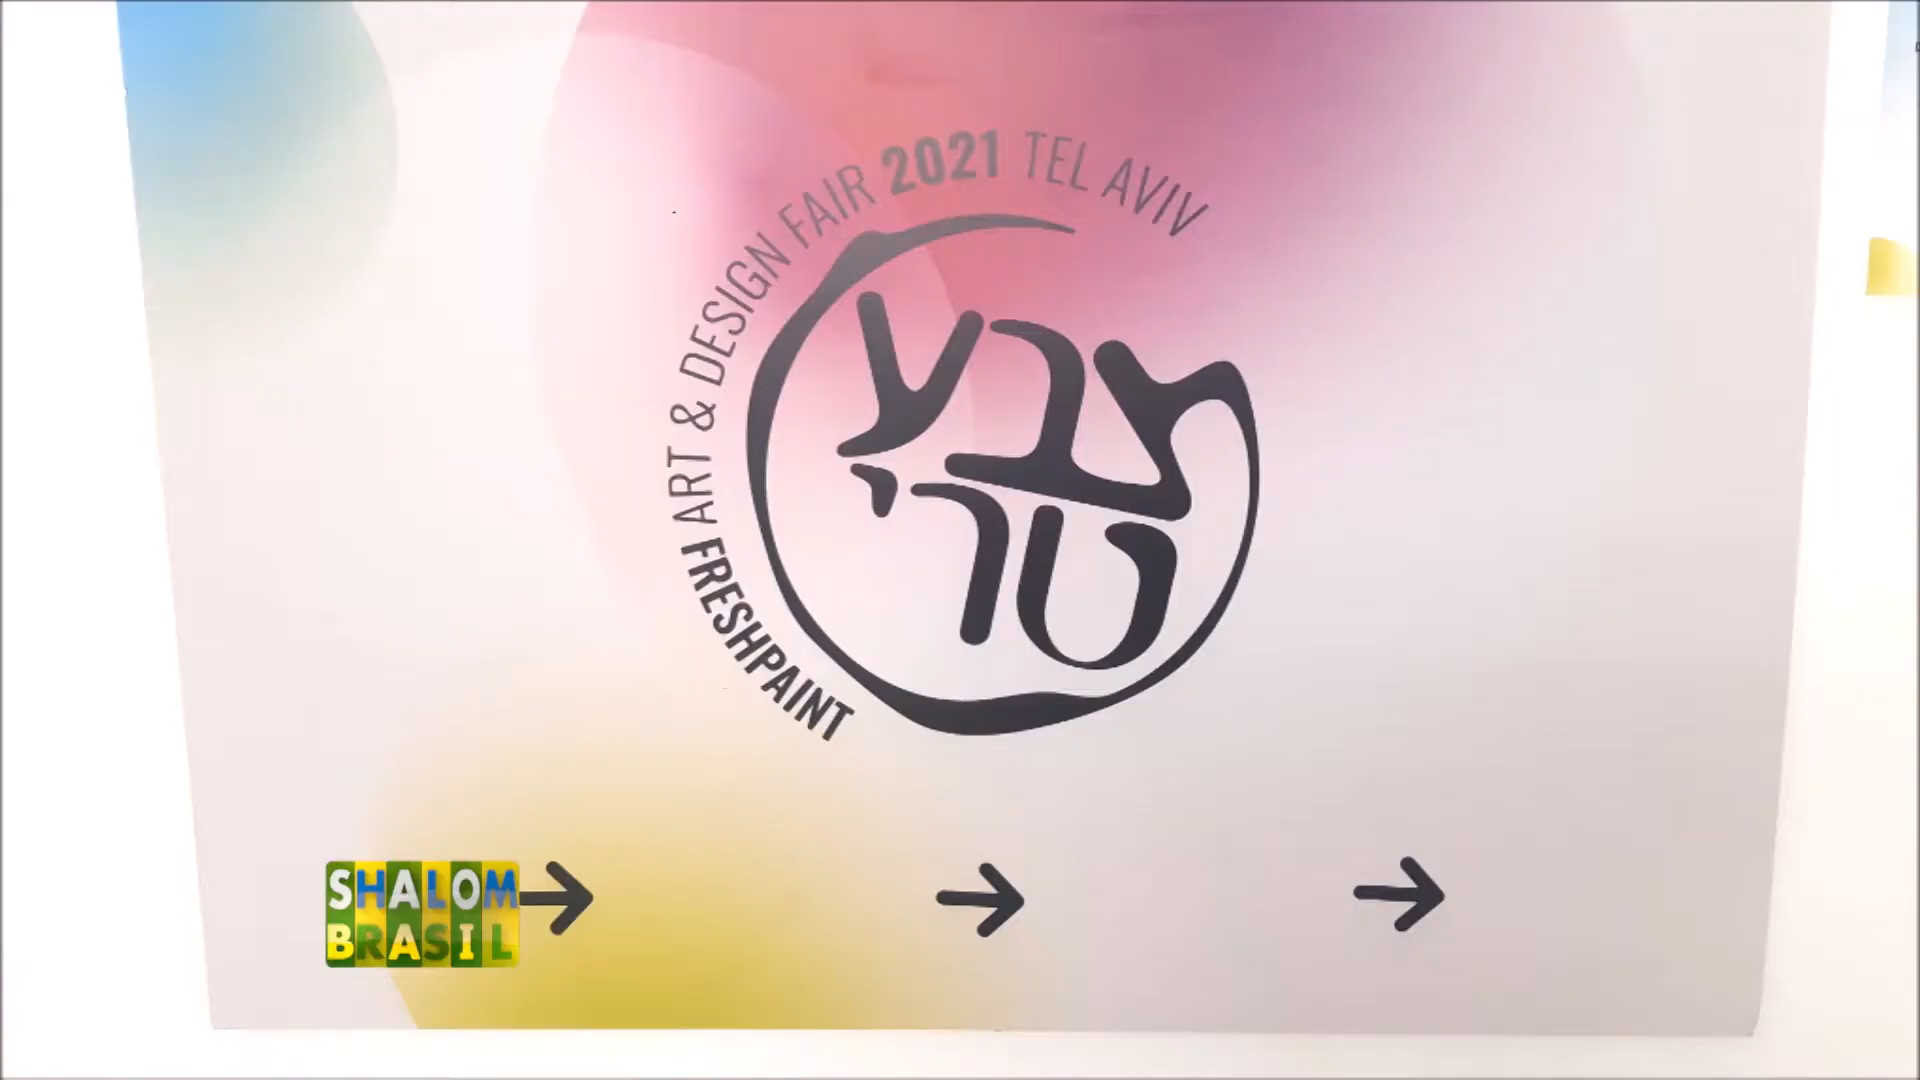 FRESHPAINT ART & DESIGN FAIR 2021 TEL AVIV
צבע
טרי
SHALOM
BRASIL